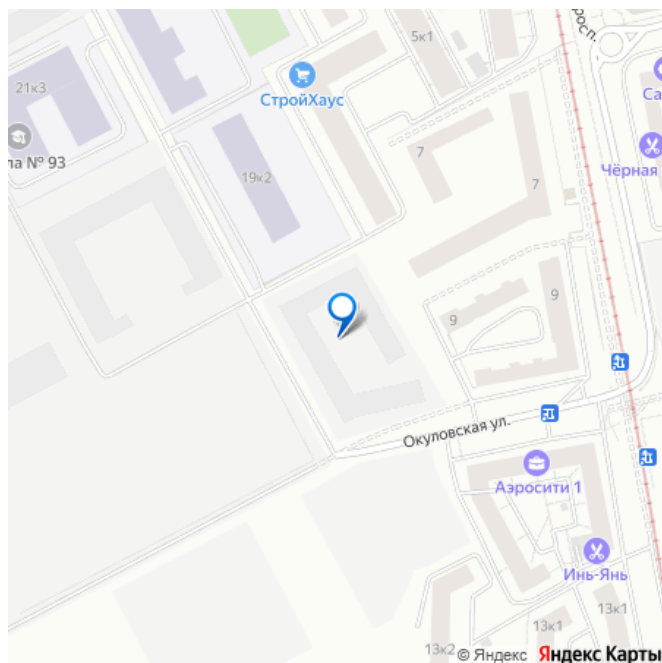 росп.
5к1
21к3
СтройХаус
Са
ла № 93
7
Чёрная
19к2
7
9
9
Окуловская ул.
Аэросити 1
Инь-Янь
13к1
13к1
13к2
© Яндекс Яндекс Карты